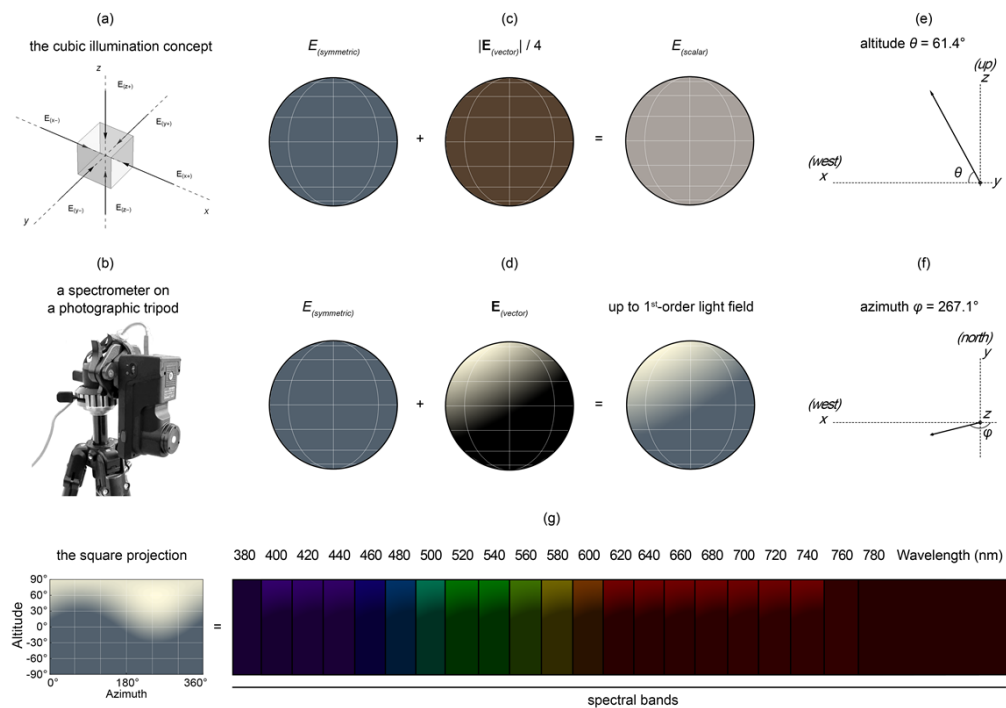 (a)
the cubic illumination concept
z
E(z+)
E(x−)
E(y+)
E(x+)
E(y−)
E(z−)
y
x
(b)
a spectrometer on
a photographic tripod
(c)
E(symmetric)
|E(vector)| / 4
E(scalar)
+
=
(d)
E(symmetric)
E(vector)
up to 1st-order light field
+
=
(e)
altitude θ = 61.4°
(up)
z
(west)
x
θ
y
(f)
azimuth φ = 267.1°
(north)
y
(west)
x
z
φ
(g)
the square projection
380 400 420 440 460 480 500 520 540 560 580 600 620 640 660 680 700 720 740 760 780 Wavelength (nm)
90°
60°
30°
0°
-30°
-60°
-90°
Altitude
=
0° 180° 360°
Azimuth
spectral bands